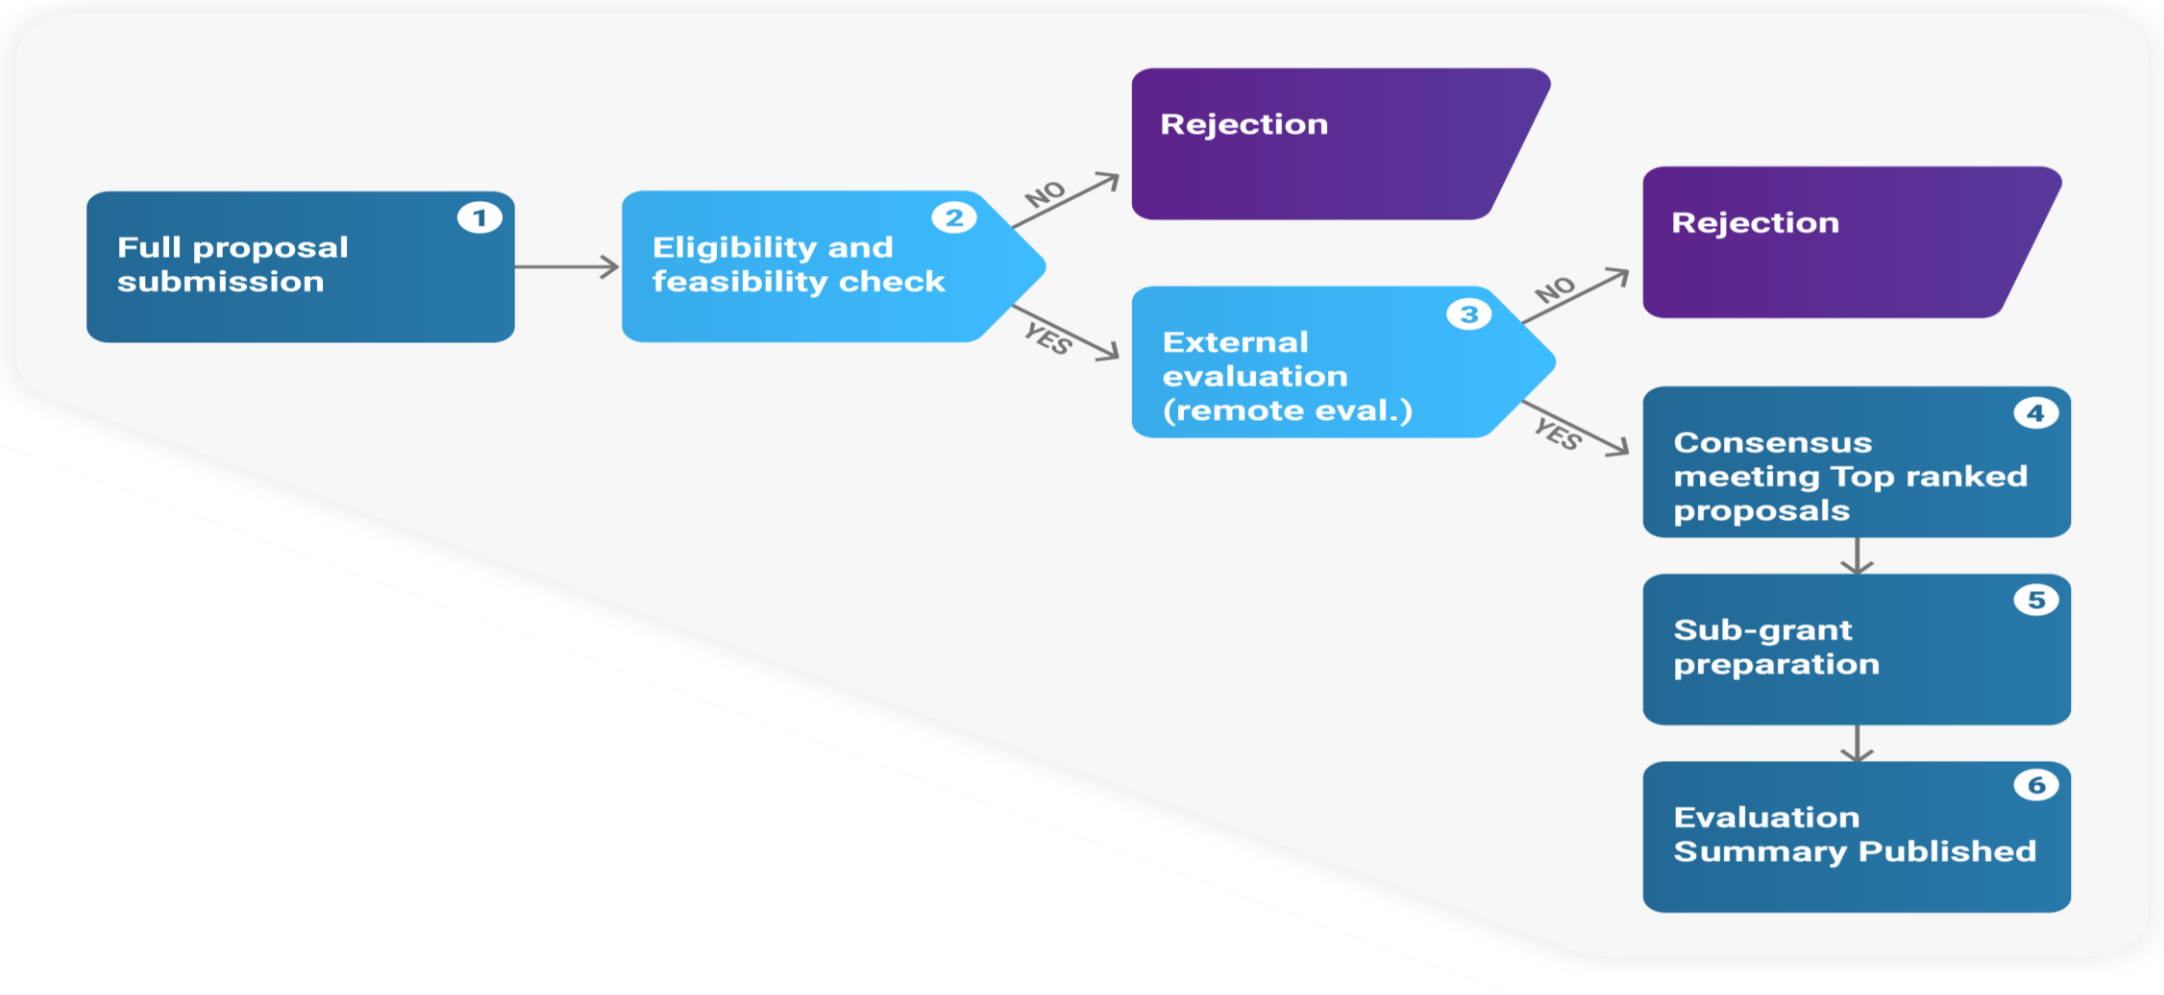 1
Full proposal
submission
2
Eligibility and
feasibility check
NO
Rejection
YES
3
External
evaluation
(remote eval.)
NO
Rejection
YES
4
Consensus
meeting Top ranked
proposals
5
Sub-grant
preparation
6
Evaluation
Summary Published